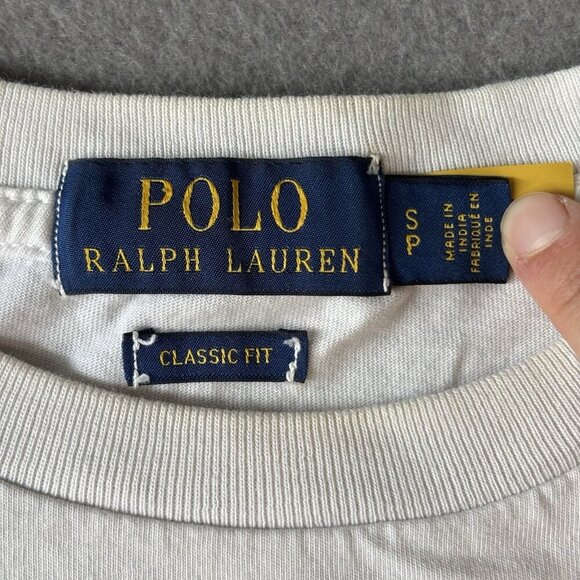 POLO
RALPH LAUREN
S
P
MADE IN
INDIA
FABRIQUÉ EN
INDE
CLASSIC FIT